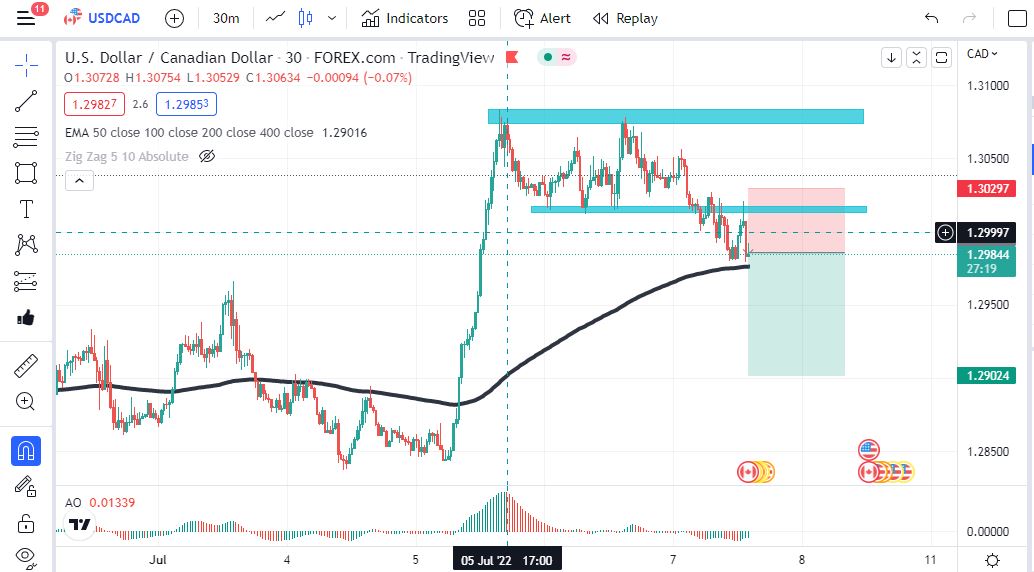 11
USDCAD 30m Indicators Alert Replay
U.S. Dollar / Canadian Dollar · 30 · FOREX.com · TradingView
CAD
O1.30728 H1.30754 L1.30529 C1.30634 −0.00094 (−0.07%)
1.29827 2.6 1.29853
EMA 50 close 100 close 200 close 400 close 1.29016
Zig Zag 5 10 Absolute
1.31000
1.30500
1.30297
1.29997
1.29844
27:19
1.29500
1.29024
1.28500
AO 0.01339
0.00000
Jul 4 5 05 Jul '22 17:00 7 8 11